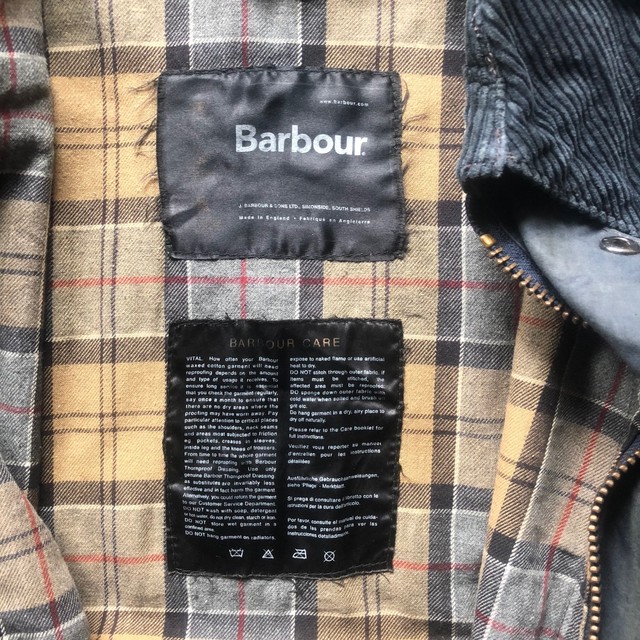 www.barbour.com
Barbour
J. BARBOUR & SONS LTD., SIMONSIDE, SOUTH SHIELDS
Made in England • Fabriqué en Angleterre
BARBOUR CARE
VITAL. How often your Barbour
waxed cotton garment will need
reproofing depends on the amount
and type of usage it receives. To
ensure long service it is essential
that you check the garment regularly,
say once a month to ensure that
there are no dry areas where the
proofing may have worn away. Pay
particular attention to critical places
such as the shoulders, neck seams
and areas most subjected to friction
eg. pockets, creases in sleeves,
inside leg and the knees of trousers.
From time to time the whole garment
will need reproofing with Barbour
Thornproof Dressing. Use only
genuine Barbour Thornproof Dressing
as substitutes are invariably less
effective and in fact harm the garment.
Alternatively, you could return the garment
to our Customer Service Department.
DO NOT wash with soap, detergent
or hot water, do not dry clean, starch or iron.
DO NOT store wet garment in a
confined area.
DO NOT hang garment on radiators,
expose to naked flame or use artificial
heat to dry.
DO NOT stitch through outer fabric, if
items must be stitched, the
affected area must be reproofed.
DO sponge down outer fabric with
cold water when soiled and brush off
grit etc.
Do hang garment in a dry, airy place to
dry off naturally.
Please refer to the Care booklet for
full instructions.
Veuillez vous reporter au manuel
d'entretien pour les instructions
détaillées.
Ausführliche Gebrauchsanweisungen,
siehe 'Pflege'- Merkblatt.
Si prega di consultare il libretto con le
istruzioni per la cura dell'abito.
Por favor, consulte el manual de cuida-
dos de las prendas para ver las
instrucciones detalladas.